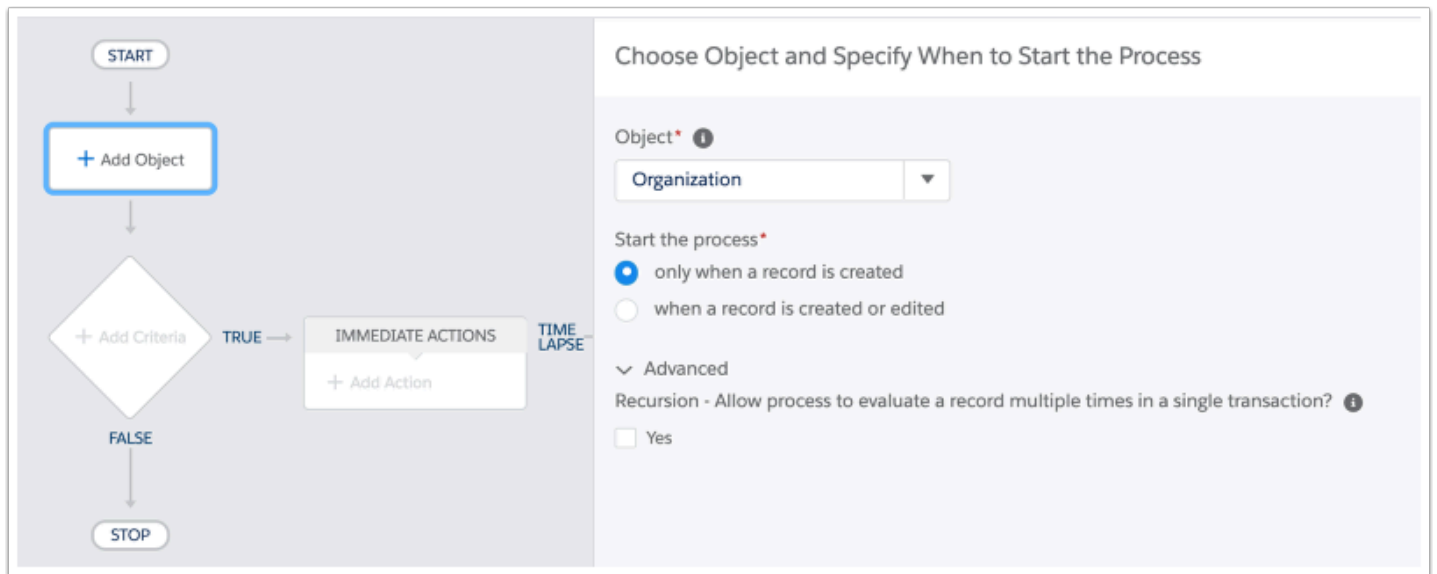 START
+ Add Object
+ Add Criteria
TRUE
IMMEDIATE ACTIONS
+ Add Action
TIME
LAPSE
FALSE
STOP
Choose Object and Specify When to Start the Process
Object*
Organization
Start the process*
only when a record is created
when a record is created or edited
Advanced
Recursion - Allow process to evaluate a record multiple times in a single transaction?
Yes